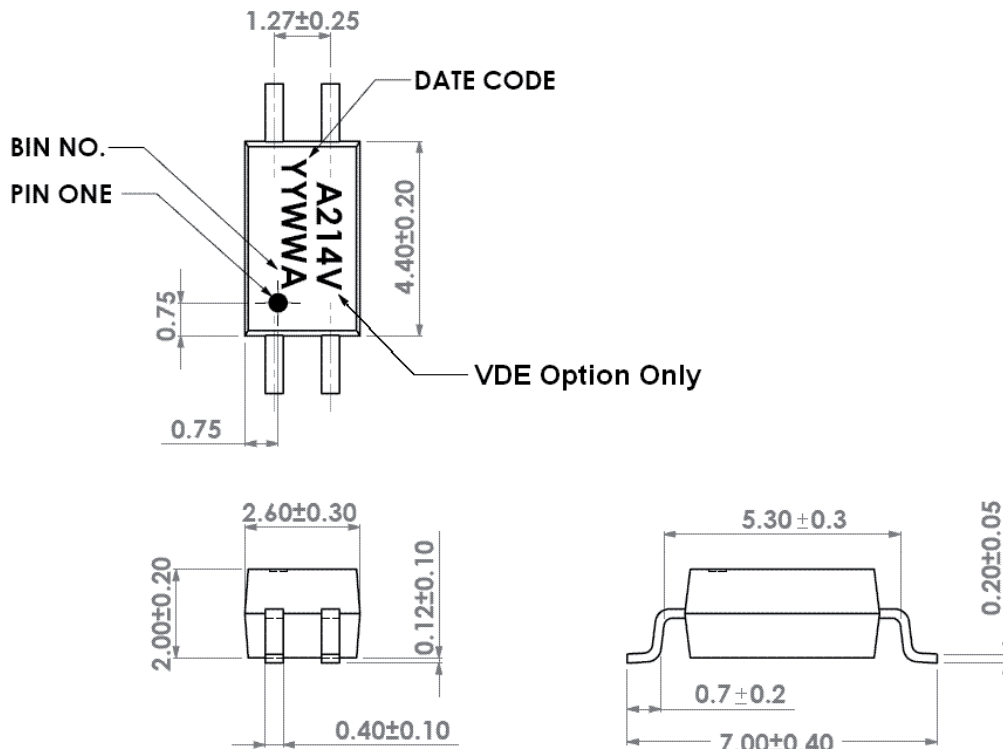 1.27±0.25
DATE CODE
BIN NO.
PIN ONE
A214V
YYWWA
4.40±0.20
0.75
VDE Option Only
0.75
2.60±0.30
2.00±0.20
0.12±0.10
0.40±0.10
5.30±0.3
0.20±0.05
0.7±0.2
7.00±0.40